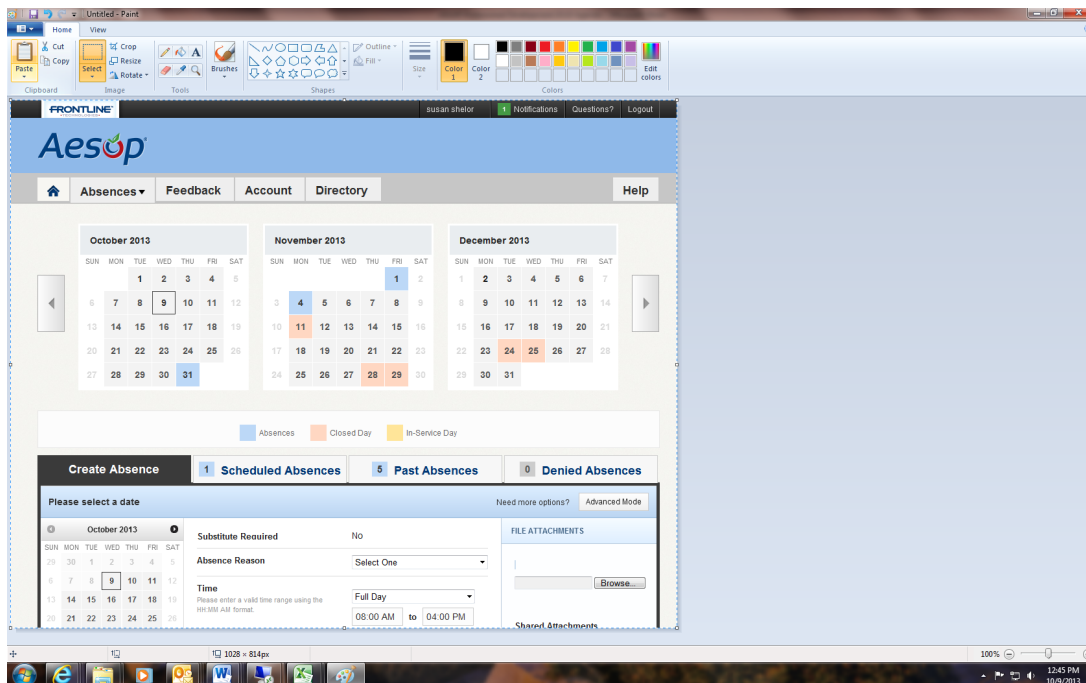 Untitled - Paint
Home View
Paste
Cut
Copy
Clipboard
Select
Crop
Resize
Rotate
Image
A
Tools
Brushes
Shapes
Outline
Fill
Size
Color 1
Color 2
Colors
Edit colors
FRONTLINE susan shelor 1 Notifications Questions? Logout
Aesop
Absences Feedback Account Directory Help
October 2013
SUN MON TUE WED THU FRI SAT
1 2 3 4 5
6 7 8 9 10 11 12
13 14 15 16 17 18 19
20 21 22 23 24 25 26
27 28 29 30 31
November 2013
SUN MON TUE WED THU FRI SAT
1 2
3 4 5 6 7 8 9
10 11 12 13 14 15 16
17 18 19 20 21 22 23
24 25 26 27 28 29 30
December 2013
SUN MON TUE WED THU FRI SAT
1 2 3 4 5 6 7
8 9 10 11 12 13 14
15 16 17 18 19 20 21
22 23 24 25 26 27 28
29 30 31
Absences Closed Day In-Service Day
Create Absence 1 Scheduled Absences 5 Past Absences 0 Denied Absences
Please select a date Need more options? Advanced Mode
October 2013
SUN MON TUE WED THU FRI SAT
29 30 1 2 3 4 5
6 7 8 9 10 11 12
13 14 15 16 17 18 19
20 21 22 23 24 25 26
Substitute Required No
Absence Reason Select One
Time Full Day
Please enter a valid time range using the
HH:MM AM format.
08:00 AM to 04:00 PM
FILE ATTACHMENTS
Browse...
Shared Attachments
1028 × 814px 100%
12:45 PM
10/9/2013